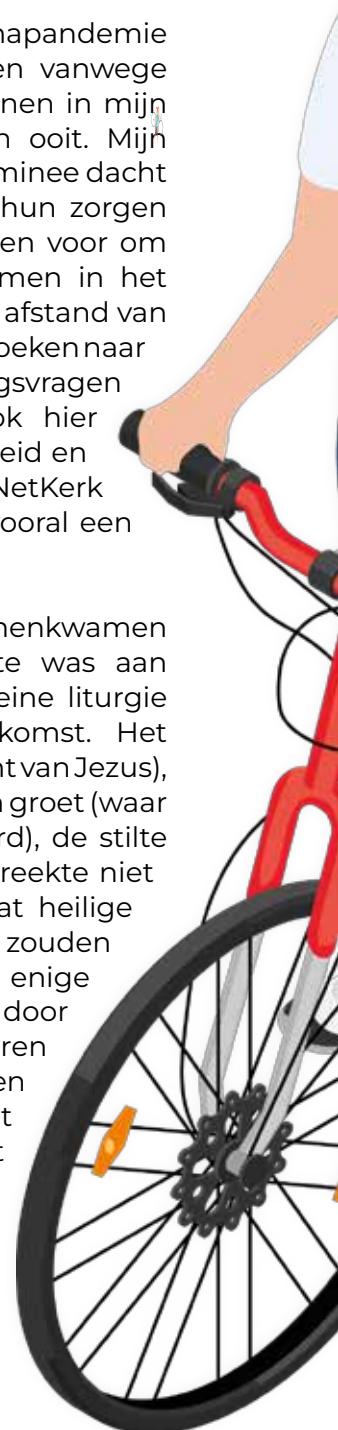 napandemie
en vanwege
nen in mijn
n ooit. Mijn
minee dacht
hun zorgen
en voor om
men in het
afstand van
oeken naar
gsvragen
ok hier
eid en
NetKerk
ooral een
nenkwamen
te was aan
eine liturgie
komst. Het
nt van Jezus),
n groet (waar
rd), de stilte
reekte niet
at heilige
zouden
enige
door
ren
en
t
t